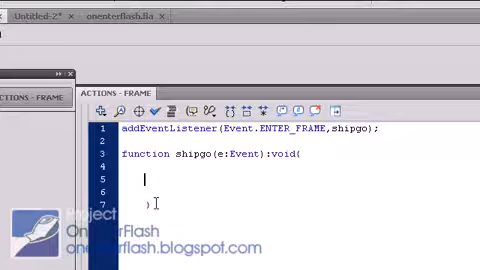 Untitled-2* × onenterflash.fla ×
ACTIONS - FRAME
ACTIONS - FRAME
1 addEventListener(Event.ENTER_FRAME,shipgo);
2
3 function shipgo(e:Event):void(
4
5
6
7 )
Project
OnEnterFlash
onenterflash.blogspot.com